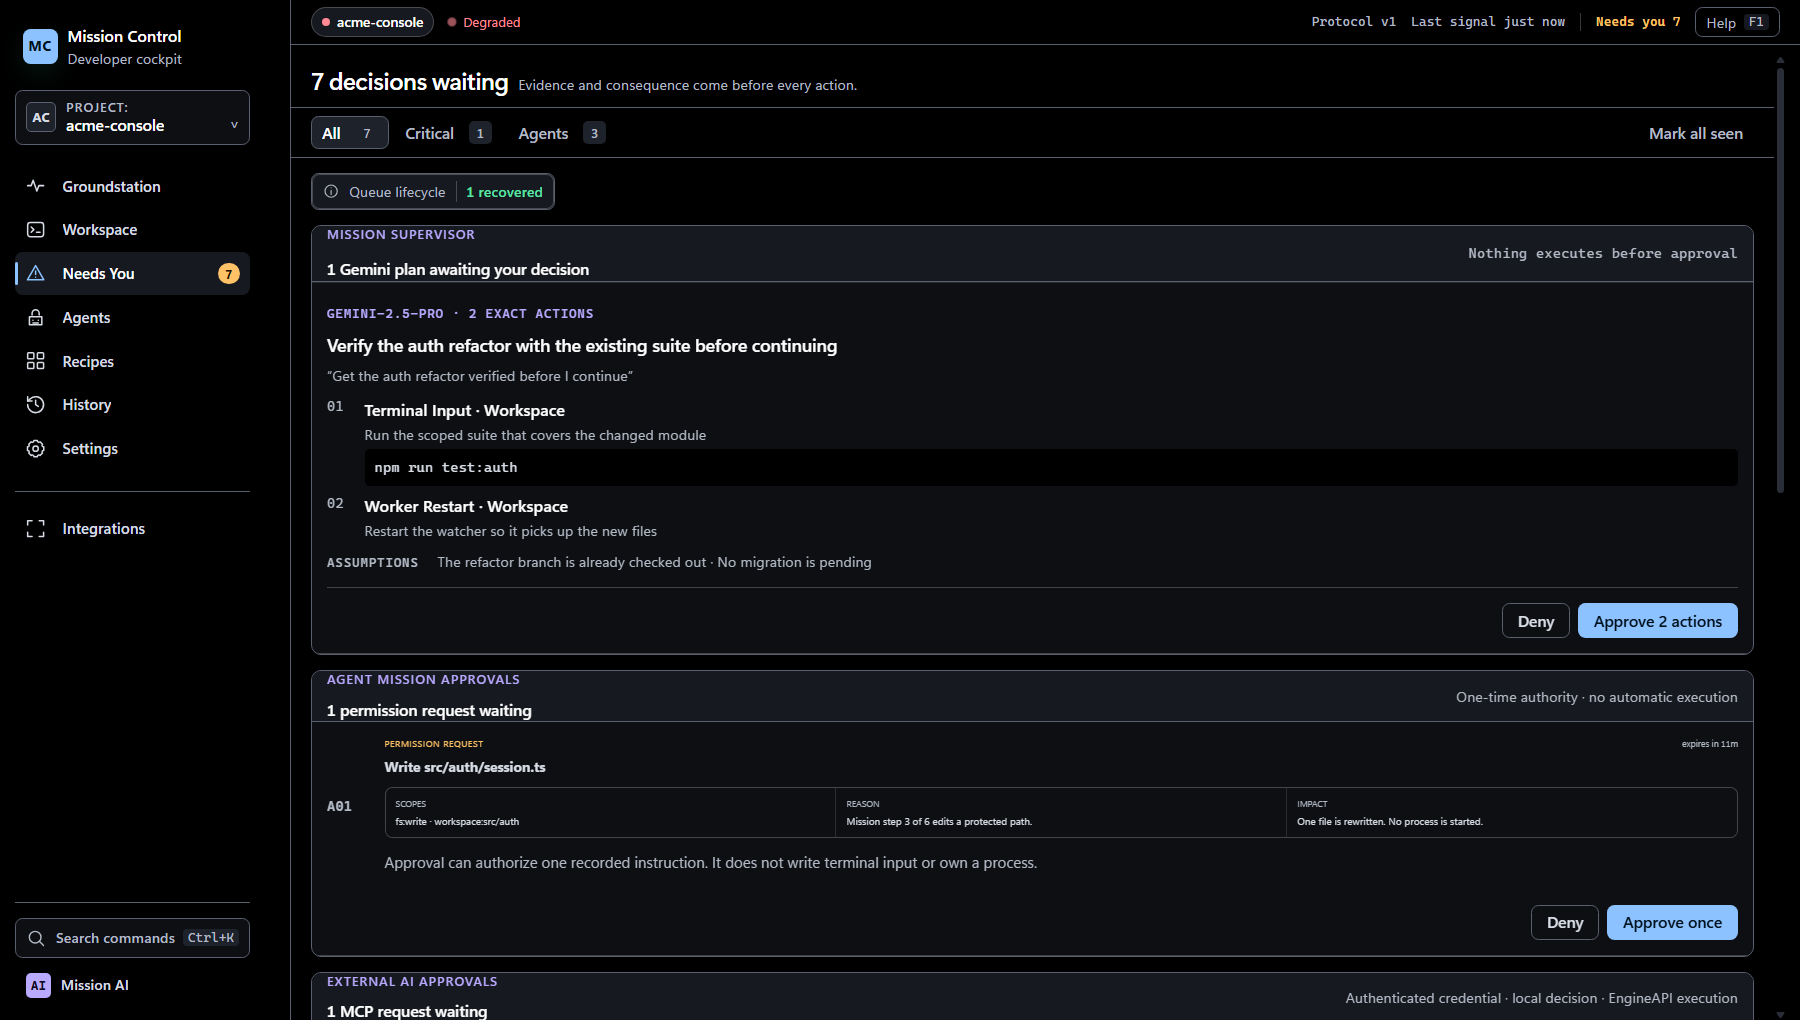 MC
Mission Control
Developer cockpit
AC
PROJECT:
acme-console
v
Groundstation
Workspace
Needs You
7
Agents
Recipes
History
Settings
Integrations
Search commands
Ctrl+K
AI
Mission AI
acme-console
Degraded
Protocol v1
Last signal just now
Needs you 7
Help
F1
7 decisions waiting
Evidence and consequence come before every action.
All 7
Critical 1
Agents 3
Mark all seen
Queue lifecycle
1 recovered
MISSION SUPERVISOR
1 Gemini plan awaiting your decision
Nothing executes before approval
GEMINI-2.5-PRO · 2 EXACT ACTIONS
Verify the auth refactor with the existing suite before continuing
“Get the auth refactor verified before I continue”
01
Terminal Input · Workspace
Run the scoped suite that covers the changed module
npm run test:auth
02
Worker Restart · Workspace
Restart the watcher so it picks up the new files
ASSUMPTIONS
The refactor branch is already checked out · No migration is pending
Deny
Approve 2 actions
AGENT MISSION APPROVALS
1 permission request waiting
One-time authority · no automatic execution
A01
PERMISSION REQUEST
expires in 11m
Write src/auth/session.ts
SCOPES
fs:write · workspace:src/auth
REASON
Mission step 3 of 6 edits a protected path.
IMPACT
One file is rewritten. No process is started.
Approval can authorize one recorded instruction. It does not write terminal input or own a process.
Deny
Approve once
EXTERNAL AI APPROVALS
1 MCP request waiting
Authenticated credential · local decision · EngineAPI execution